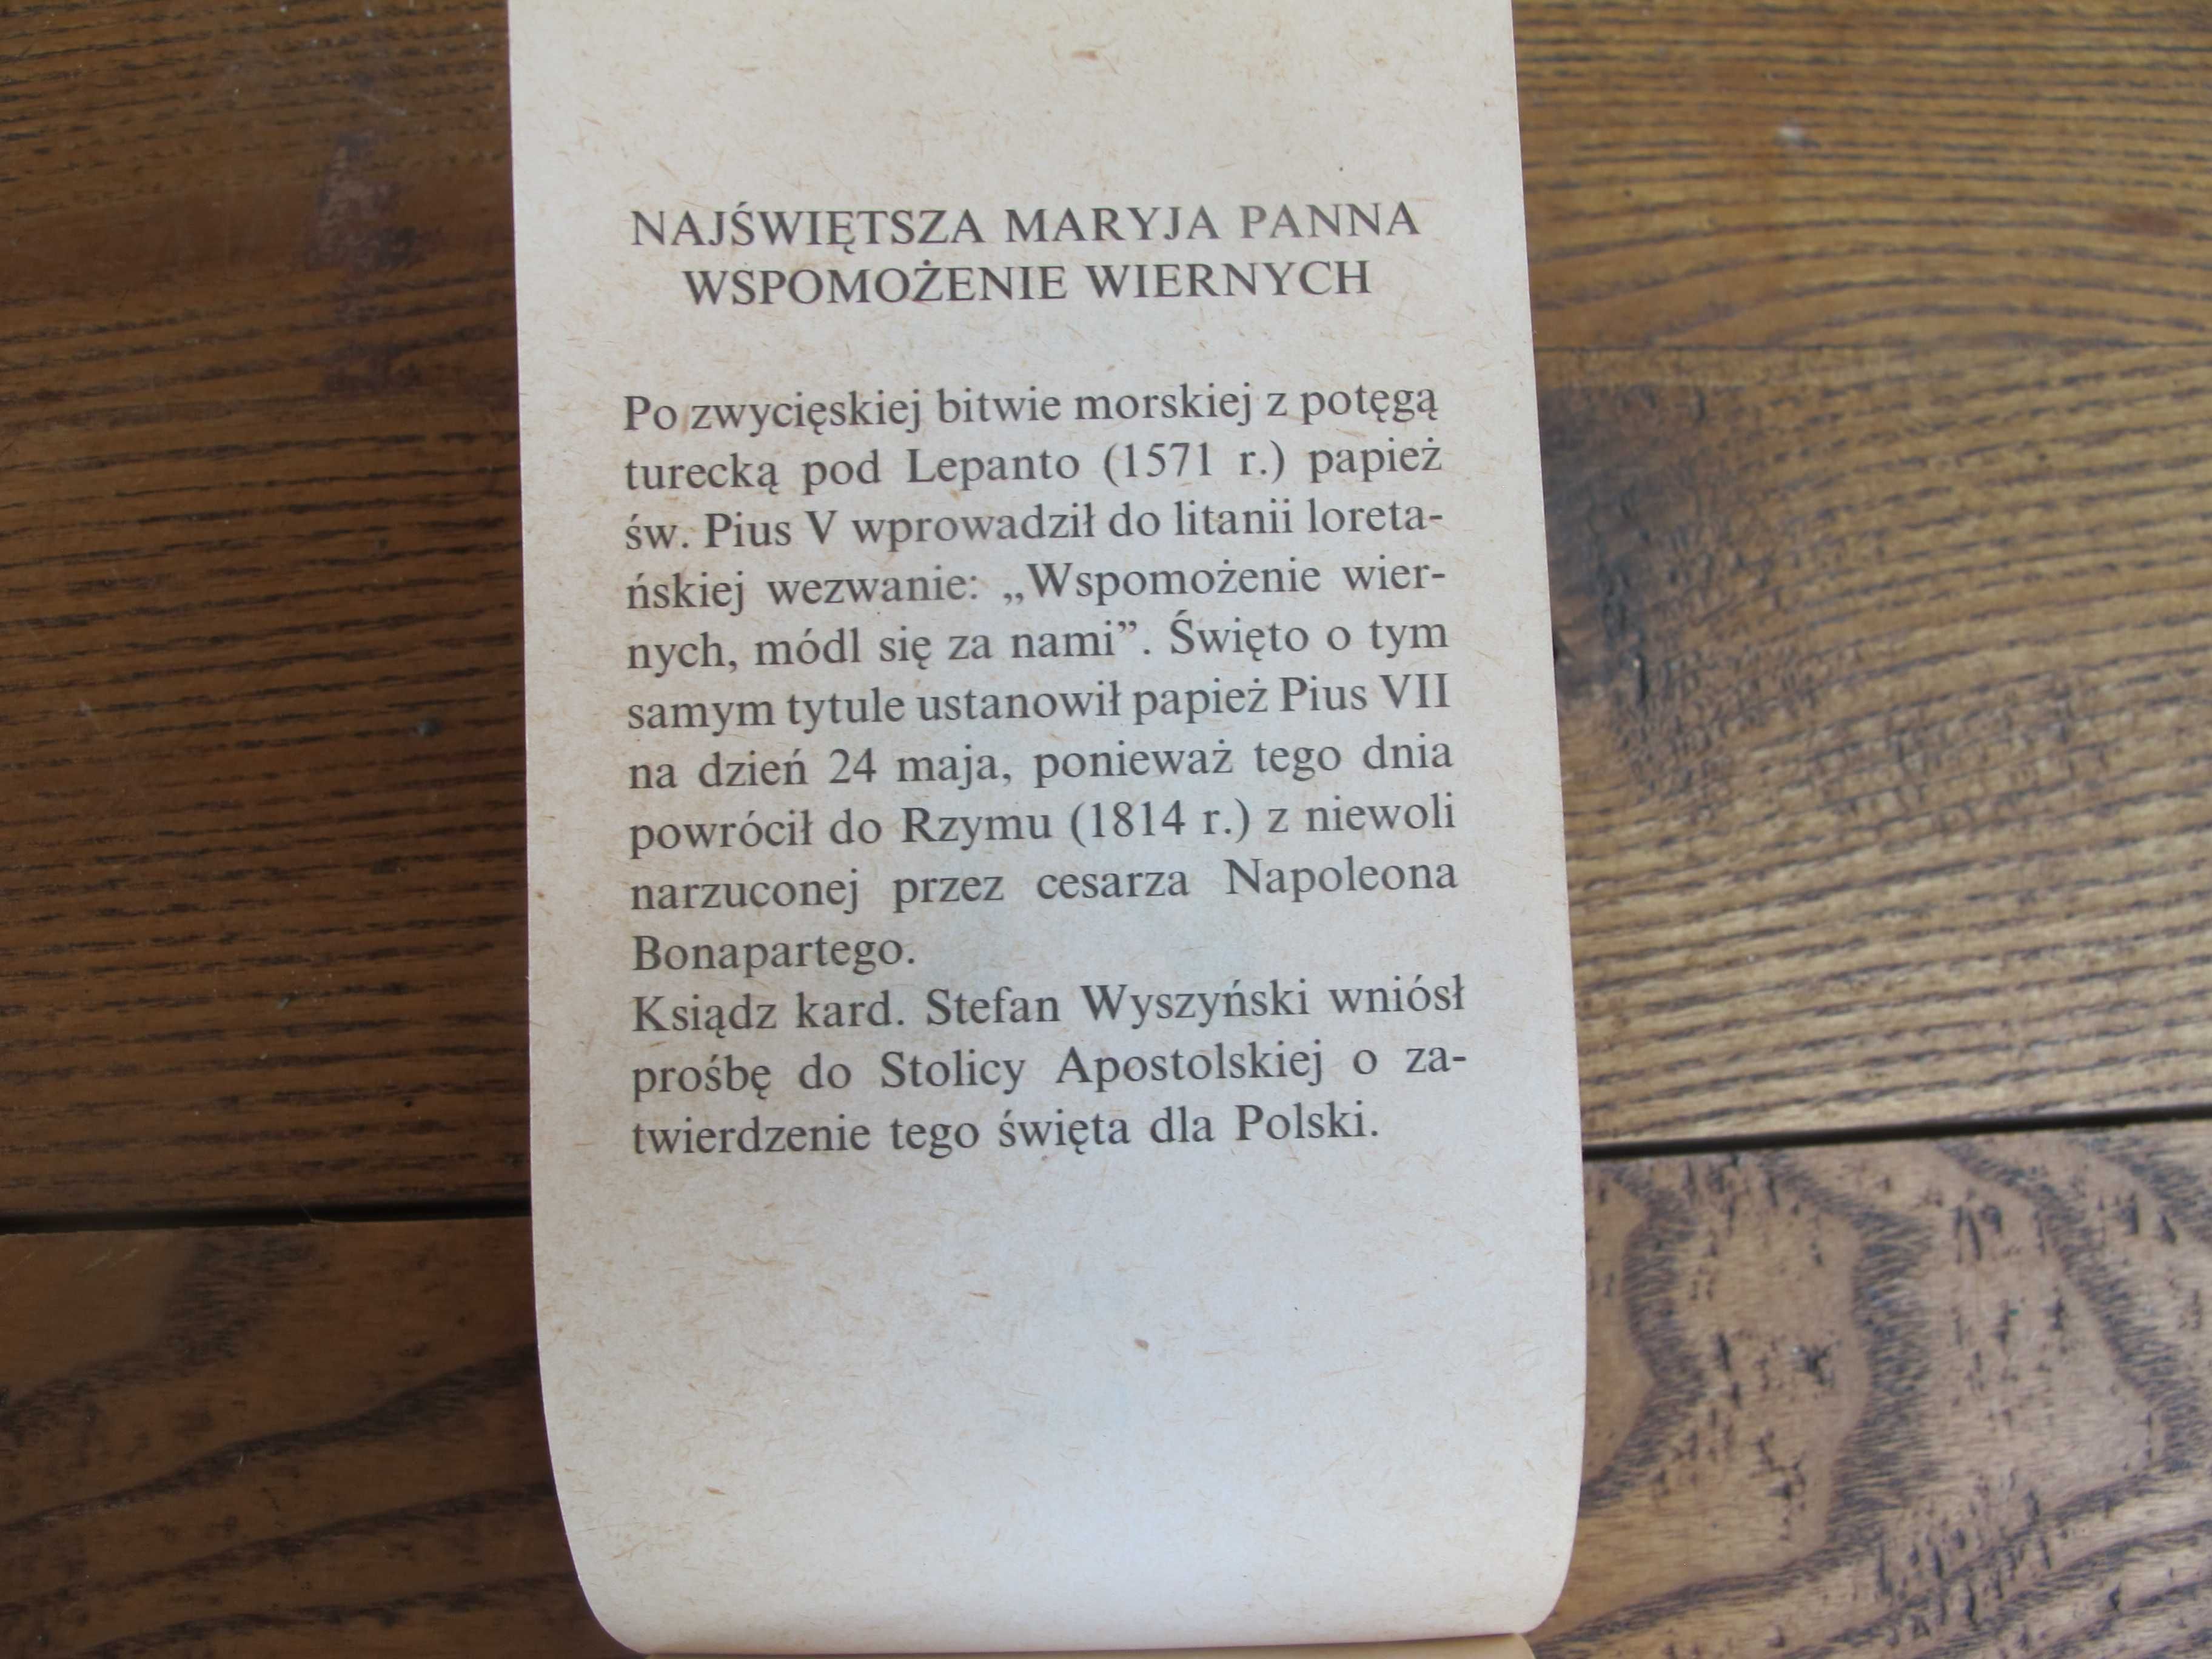 NAJŚWIĘTSZA MARYJA PANNA
WSPOMOŻENIE WIERNYCH
Po zwycięskiej bitwie morskiej z potęgą
turecką pod Lepanto (1571 r.) papież
św. Pius V wprowadził do litanii loreta-
ńskiej wezwanie: „Wspomożenie wier-
nych, módl się za nami”. Święto o tym
samym tytule ustanowił papież Pius VII
na dzień 24 maja, ponieważ tego dnia
powrócił do Rzymu (1814 r.) z niewoli
narzuconej przez cesarza Napoleona
Bonapartego.
Ksiądz kard. Stefan Wyszyński wniósł
prośbę do Stolicy Apostolskiej o za-
twierdzenie tego święta dla Polski.